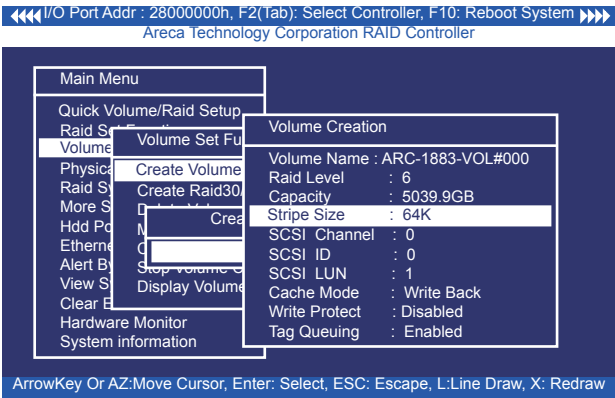 I/O Port Addr : 28000000h, F2(Tab): Select Controller, F10: Reboot System
Areca Technology Corporation RAID Controller
Main Menu
Quick Volume/Raid Setup
Raid
Volume
Physica
Raid Sy
More S
Hdd Po
Etherne
Alert By
View S
Clear E
Hardware Monitor
System information
Volume Set Fu
Create Volume
Create Raid30/
Stop Volume C
Display Volume
Crea
Volume Creation
Volume Name : ARC-1883-VOL#000
Raid Level : 6
Capacity : 5039.9GB
Stripe Size : 64K
SCSI Channel : 0
SCSI ID : 0
SCSI LUN : 1
Cache Mode : Write Back
Write Protect : Disabled
Tag Queuing : Enabled
ArrowKey Or AZ:Move Cursor, Enter: Select, ESC: Escape, L:Line Draw, X: Redraw